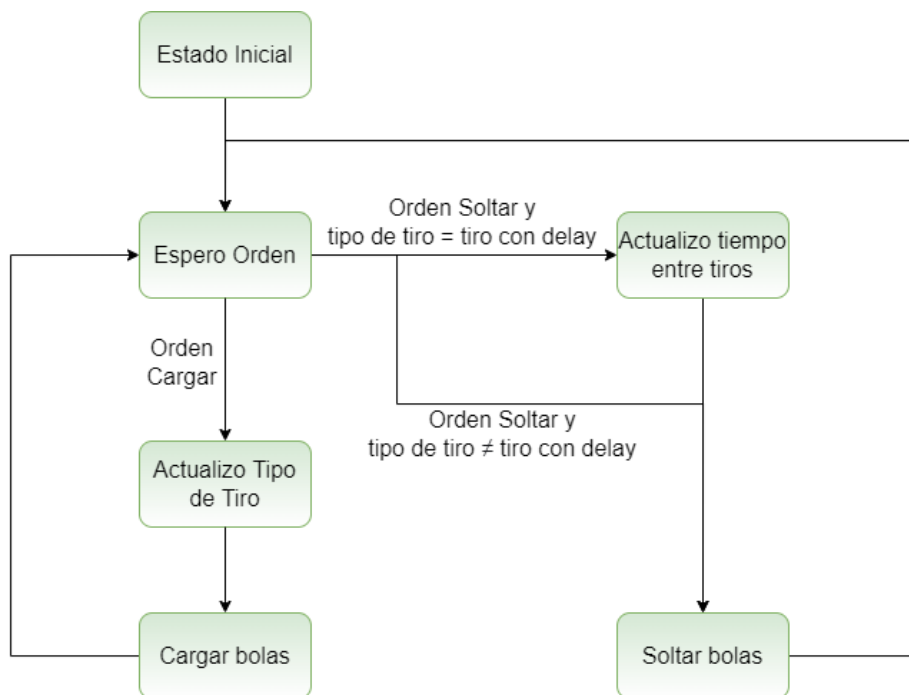 Estado Inicial
Orden Soltar y
tipo de tiro = tiro con delay
Espero Orden
Actualizo tiempo
entre tiros
Orden
Cargar
Orden Soltar y
tipo de tiro ≠ tiro con delay
Actualizo Tipo
de Tiro
Cargar bolas
Soltar bolas